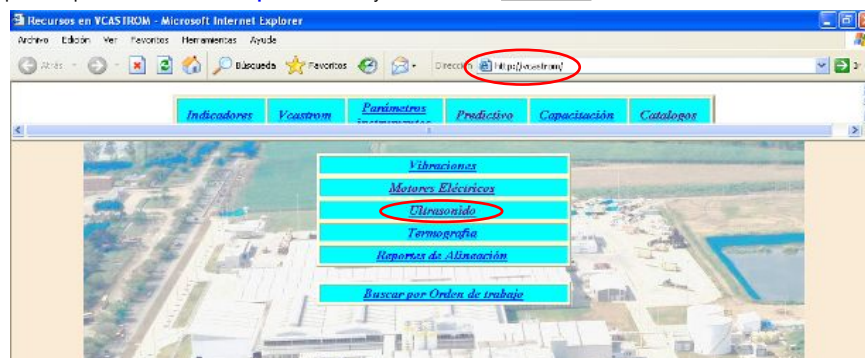 Recursos en VCASTROM - Microsoft Internet Explorer
Archivo Edición Ver Favoritos Herramientas Ayuda
Atrás Búsqueda Favoritos Dirección http://vcastrom/
Indicadores Vcastrom Parámetros Predictivo Capacitación Catalogos
Vibraciones
Motores Eléctricos
Ultrasonido
Termografia
Reportes de Alineación
Buscar por Orden de trabajo